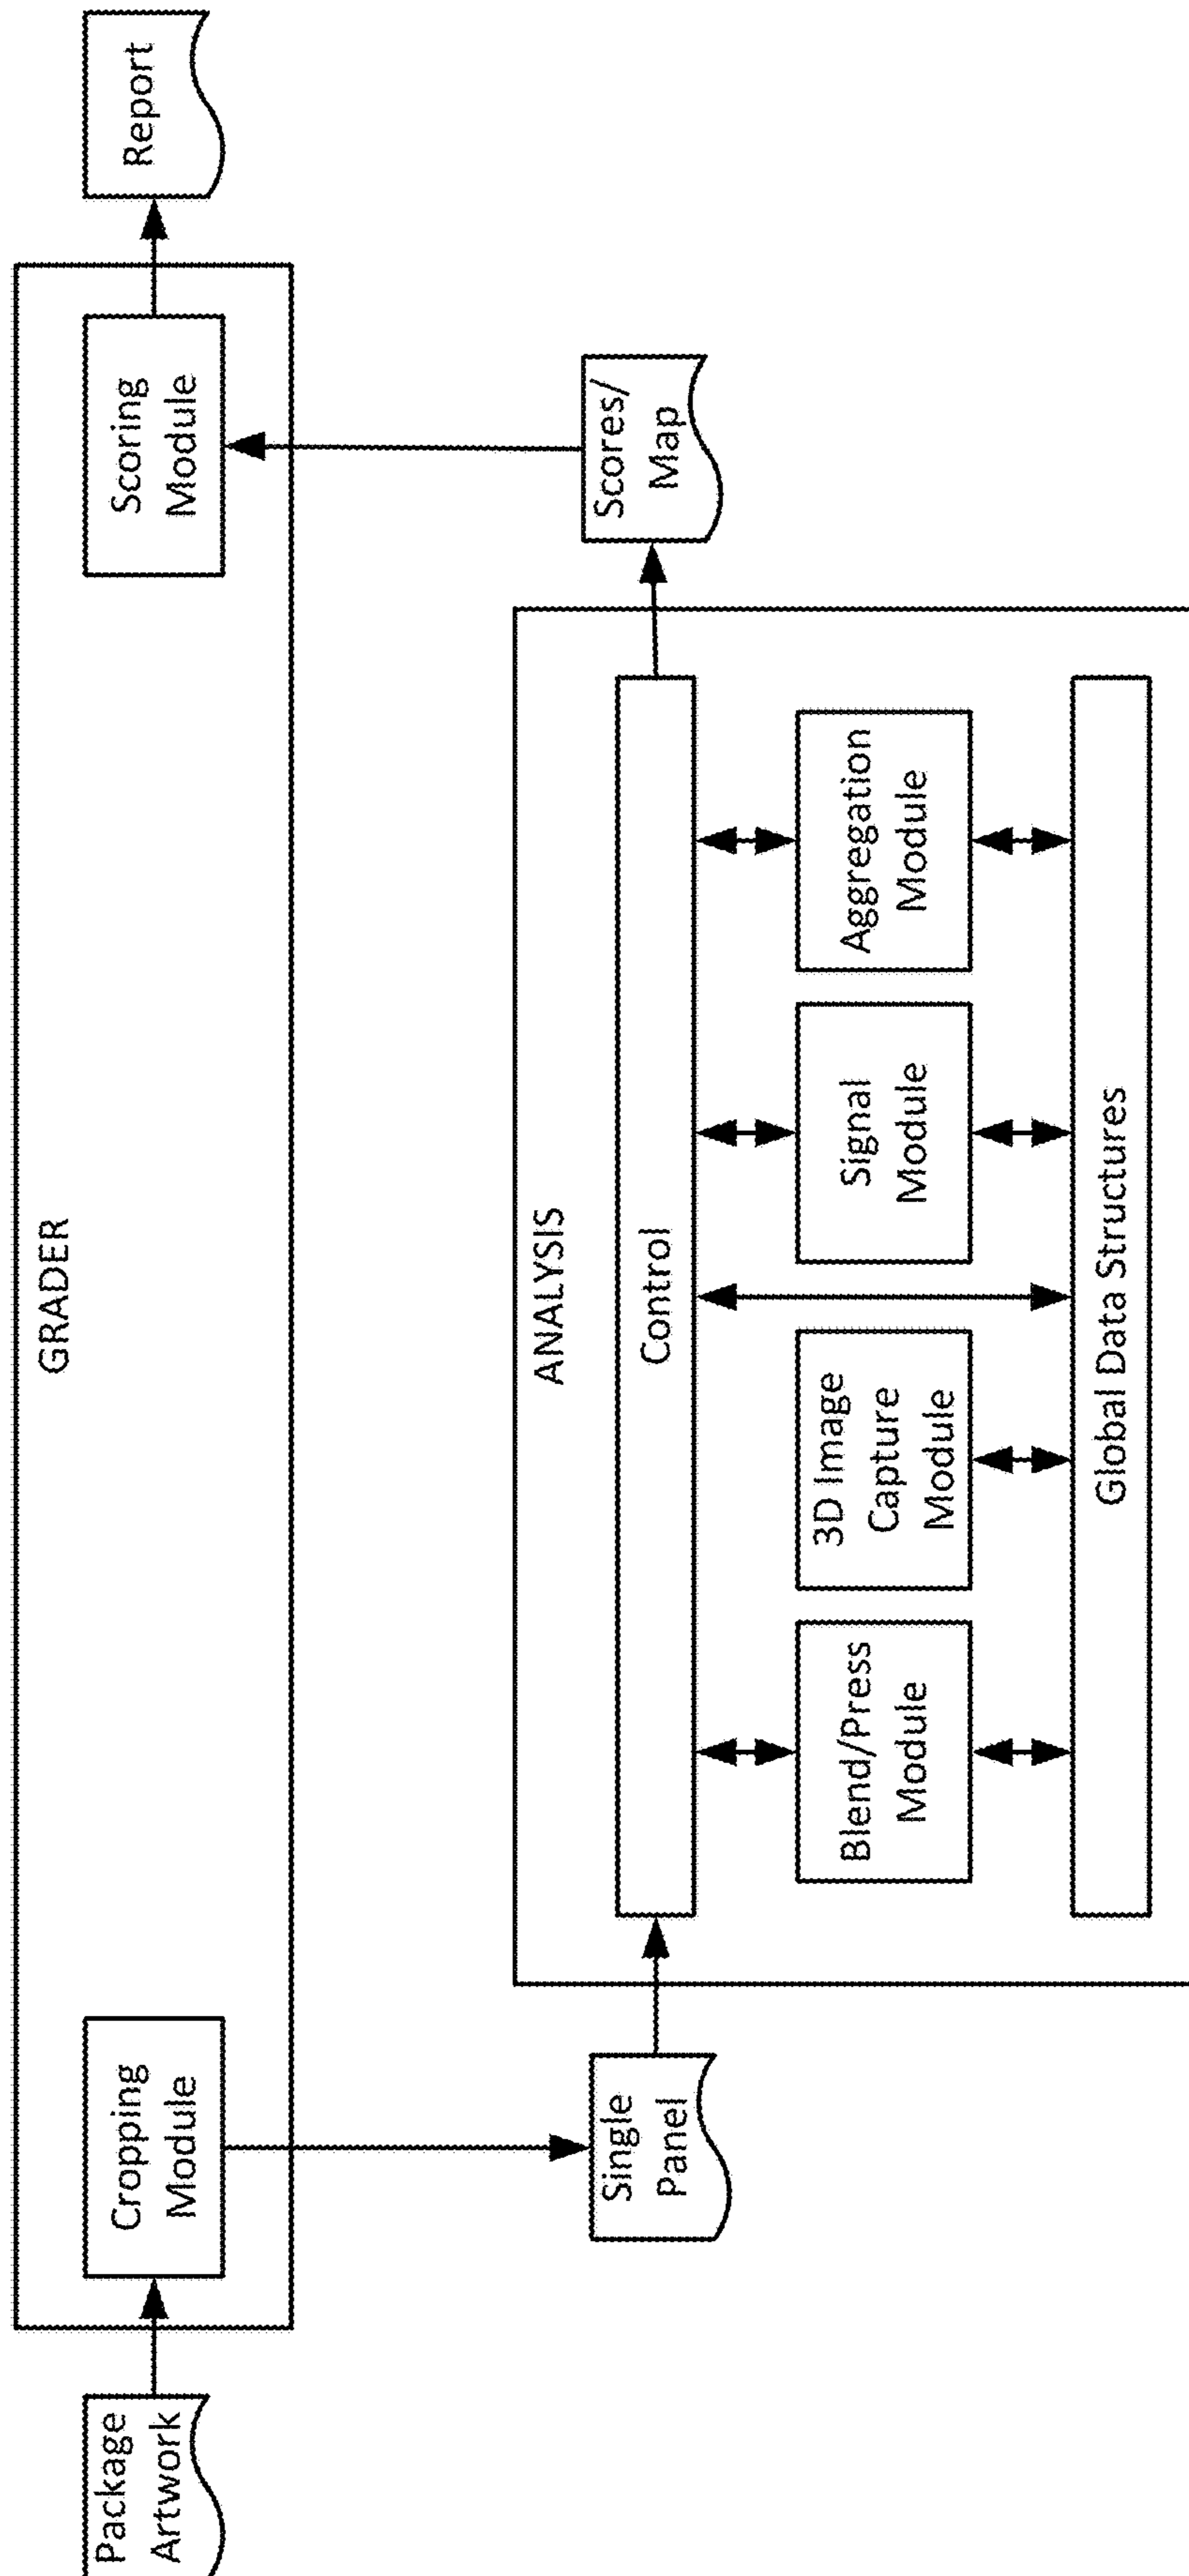 GRADER
Package
Artwork
Cropping
Module
Scoring
Module
Report
Single
Panel
Scores/
Map
ANALYSIS
Control
Blend/Press
Module
3D Image
Capture
Module
Signal
Module
Aggregation
Module
Global Data Structures